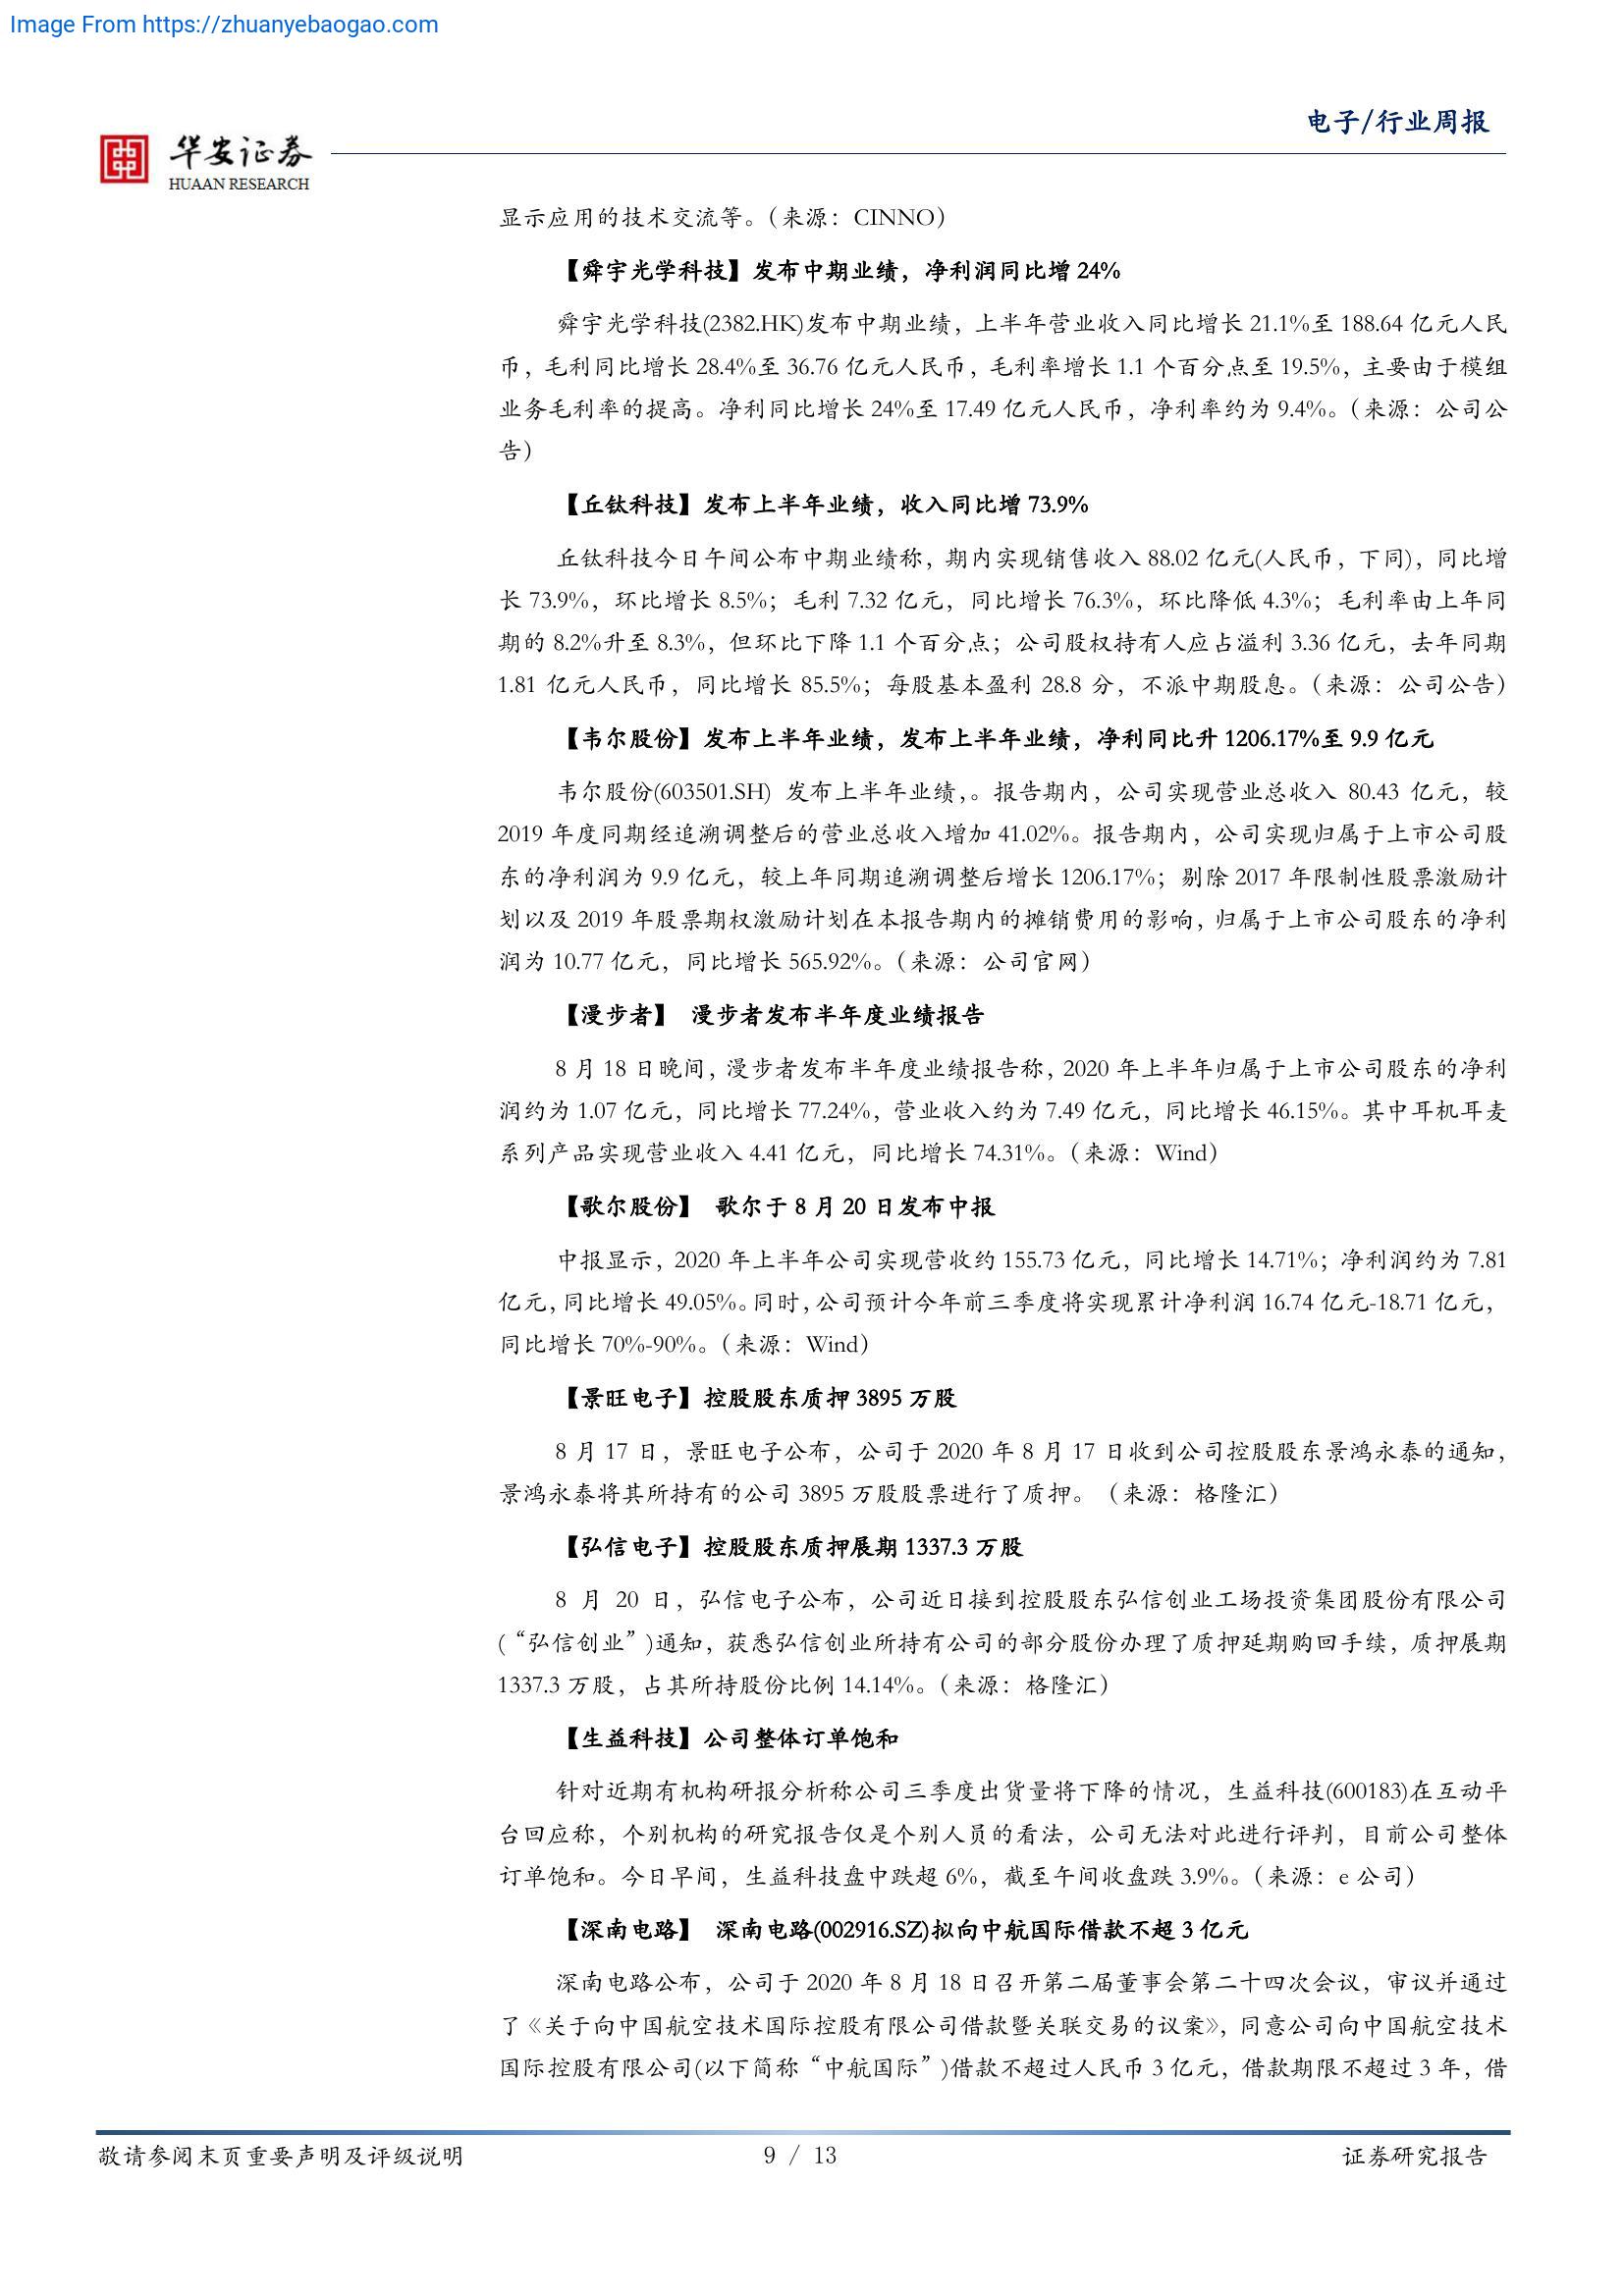 Image From https://zhuanyebaogao.com
电子/行业周报
华安证券
HUAAN RESEARCH
显示应用的技术交流等。（来源：CINNO）
【舜宇光学科技】发布中期业绩，净利润同比增 24%
舜宇光学科技(2382.HK)发布中期业绩，上半年营业收入同比增长 21.1%至 188.64 亿元人民
币，毛利同比增长 28.4%至 36.76 亿元人民币，毛利率增长 1.1 个百分点至 19.5%，主要由于模组
业务毛利率的提高。净利同比增长 24%至 17.49 亿元人民币，净利率约为 9.4%。（来源：公司公
告）
【丘钛科技】发布上半年业绩，收入同比增 73.9%
丘钛科技今日午间公布中期业绩称，期内实现销售收入 88.02 亿元(人民币，下同)，同比增
长 73.9%，环比增长 8.5%；毛利 7.32 亿元，同比增长 76.3%，环比降低 4.3%；毛利率由上年同
期的 8.2%升至 8.3%，但环比下降 1.1 个百分点；公司股权持有人应占溢利 3.36 亿元，去年同期
1.81 亿元人民币，同比增长 85.5%；每股基本盈利 28.8 分，不派中期股息。（来源：公司公告）
【韦尔股份】发布上半年业绩，发布上半年业绩，净利同比升 1206.17%至 9.9 亿元
韦尔股份(603501.SH) 发布上半年业绩,。报告期内，公司实现营业总收入 80.43 亿元，较
2019 年度同期经追溯调整后的营业总收入增加 41.02%。报告期内，公司实现归属于上市公司股
东的净利润为 9.9 亿元，较上年同期追溯调整后增长 1206.17%；剔除 2017 年限制性股票激励计
划以及 2019 年股票期权激励计划在本报告期内的摊销费用的影响，归属于上市公司股东的净利
润为 10.77 亿元，同比增长 565.92%。（来源：公司官网）
【漫步者】 漫步者发布半年度业绩报告
8 月 18 日晚间，漫步者发布半年度业绩报告称，2020 年上半年归属于上市公司股东的净利
润约为 1.07 亿元，同比增长 77.24%，营业收入约为 7.49 亿元，同比增长 46.15%。其中耳机耳麦
系列产品实现营业收入 4.41 亿元，同比增长 74.31%。（来源：Wind）
【歌尔股份】 歌尔于 8 月 20 日发布中报
中报显示，2020 年上半年公司实现营收约 155.73 亿元，同比增长 14.71%；净利润约为 7.81
亿元，同比增长 49.05%。同时，公司预计今年前三季度将实现累计净利润 16.74 亿元-18.71 亿元，
同比增长 70%-90%。（来源：Wind）
【景旺电子】控股股东质押 3895 万股
8 月 17 日，景旺电子公布，公司于 2020 年 8 月 17 日收到公司控股股东景鸿永泰的通知，
景鸿永泰将其所持有的公司 3895 万股股票进行了质押。（来源：格隆汇）
【弘信电子】控股股东质押展期 1337.3 万股
8 月 20 日，弘信电子公布，公司近日接到控股股东弘信创业工场投资集团股份有限公司
(“弘信创业”)通知，获悉弘信创业所持有公司的部分股份办理了质押延期购回手续，质押展期
1337.3 万股，占其所持股份比例 14.14%。（来源：格隆汇）
【生益科技】公司整体订单饱和
针对近期有机构研报分析称公司三季度出货量将下降的情况，生益科技(600183)在互动平
台回应称，个别机构的研究报告仅是个别人员的看法，公司无法对此进行评判，目前公司整体
订单饱和。今日早间，生益科技盘中跌超 6%，截至午间收盘跌 3.9%。（来源：e 公司）
【深南电路】 深南电路(002916.SZ)拟向中航国际借款不超 3 亿元
深南电路公布，公司于 2020 年 8 月 18 日召开第二届董事会第二十四次会议，审议并通过
了《关于向中国航空技术国际控股有限公司借款暨关联交易的议案》，同意公司向中国航空技术
国际控股有限公司(以下简称“中航国际”)借款不超过人民币 3 亿元，借款期限不超过 3 年，借
敬请参阅末页重要声明及评级说明
9 / 13
证券研究报告